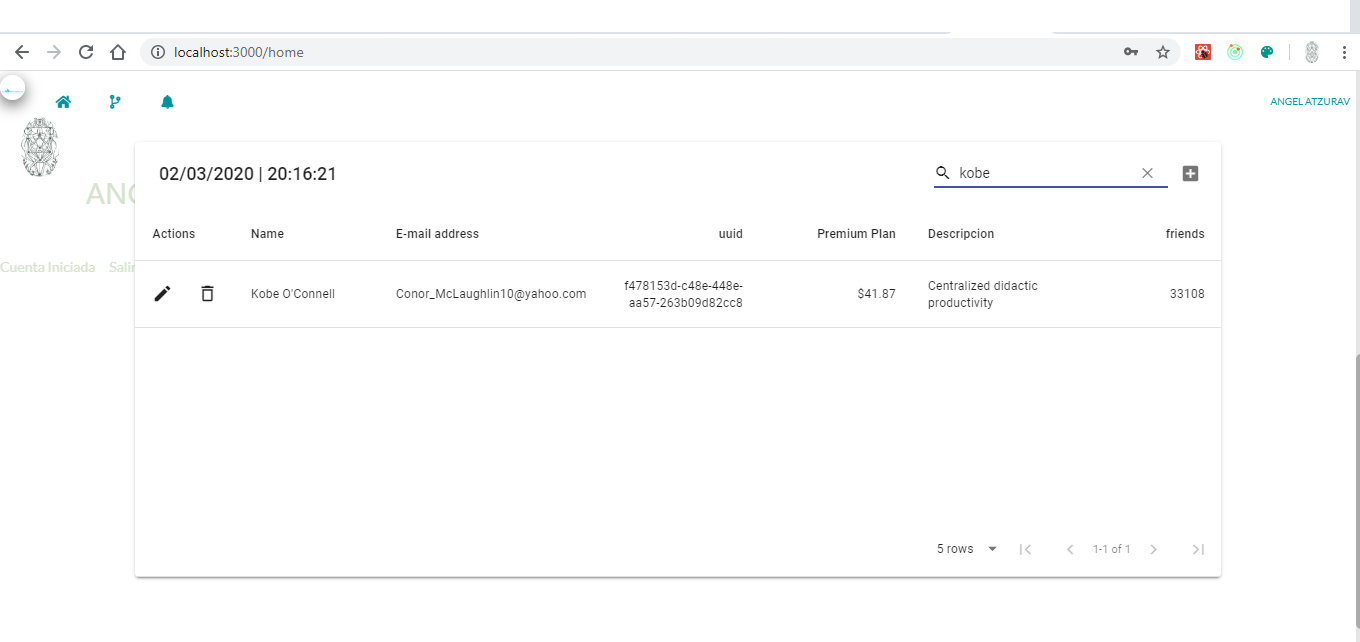 localhost:3000/home
ANGEL ATZURAV
02/03/2020 | 20:16:21
kobe
ANG
Actions Name E-mail address uuid Premium Plan Descripcion friends
Cuenta Iniciada Salir
Kobe O'Connell Conor_McLaughlin10@yahoo.com f478153d-c48e-448e- $41.87 Centralized didactic 33108
aa57-263b09d82cc8 productivity
5 rows 1-1 of 1